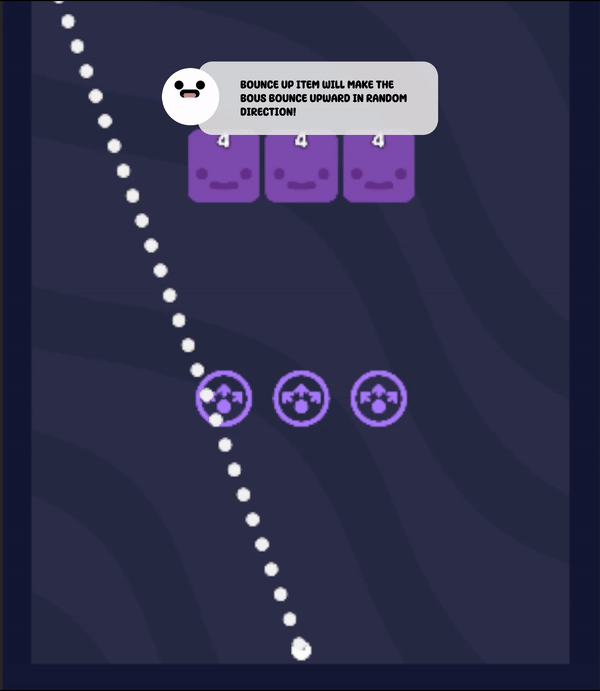 BOUNCE UP ITEM WILL MAKE THE
BOUS BOUNCE UPWARD IN RANDOM
DIRECTION!
4 4 4